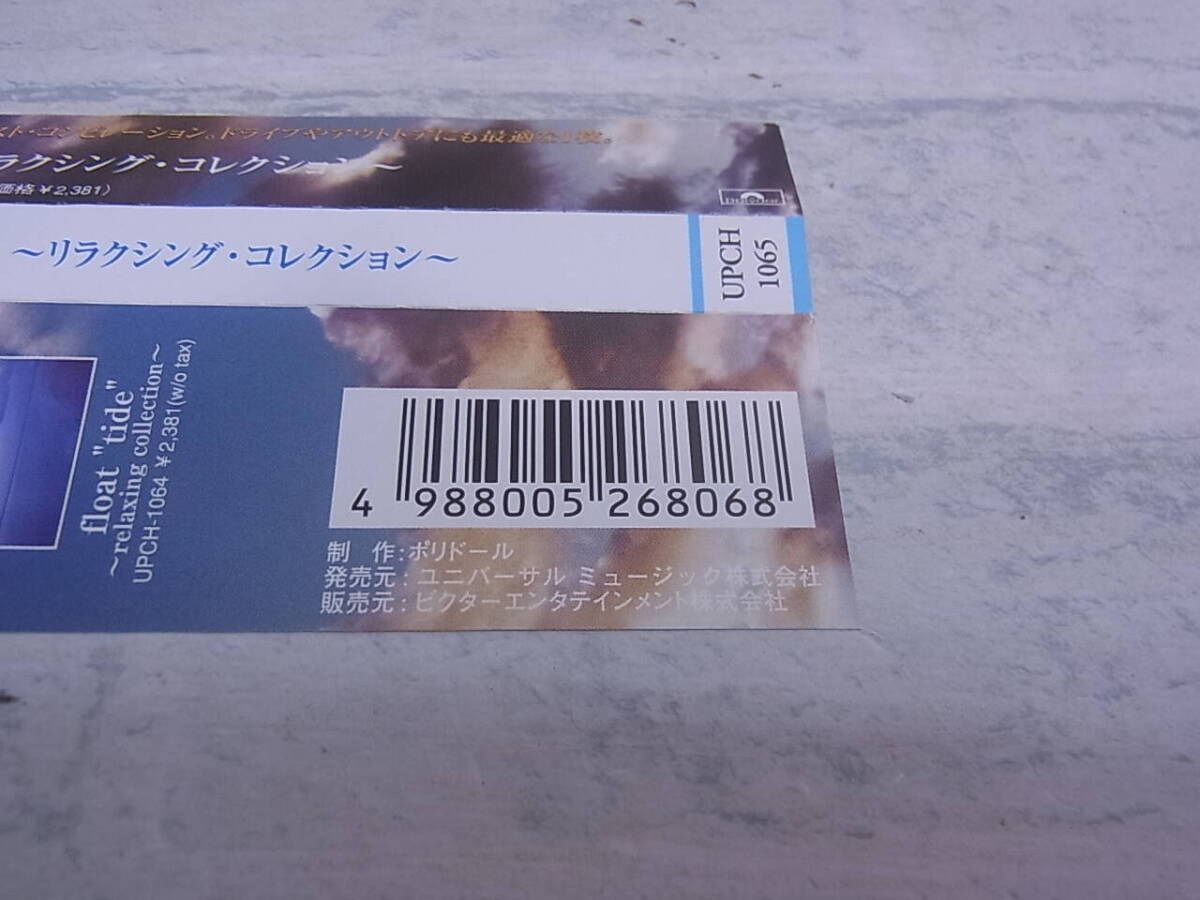 スト・コンピレーション。ドライブやアウトドアにも最適な1枚。
ラクシング・コレクション〜
価格￥2,381）
〜リラクシング・コレクション〜
UPCH
1065
float "tide"
〜relaxing collection〜
UPCH-1064 ￥2,381(w/o tax)
4 988005 268068
制　作：ポリドール
発売元：ユニバーサル ミュージック株式会社
販売元：ビクターエンタテインメント株式会社